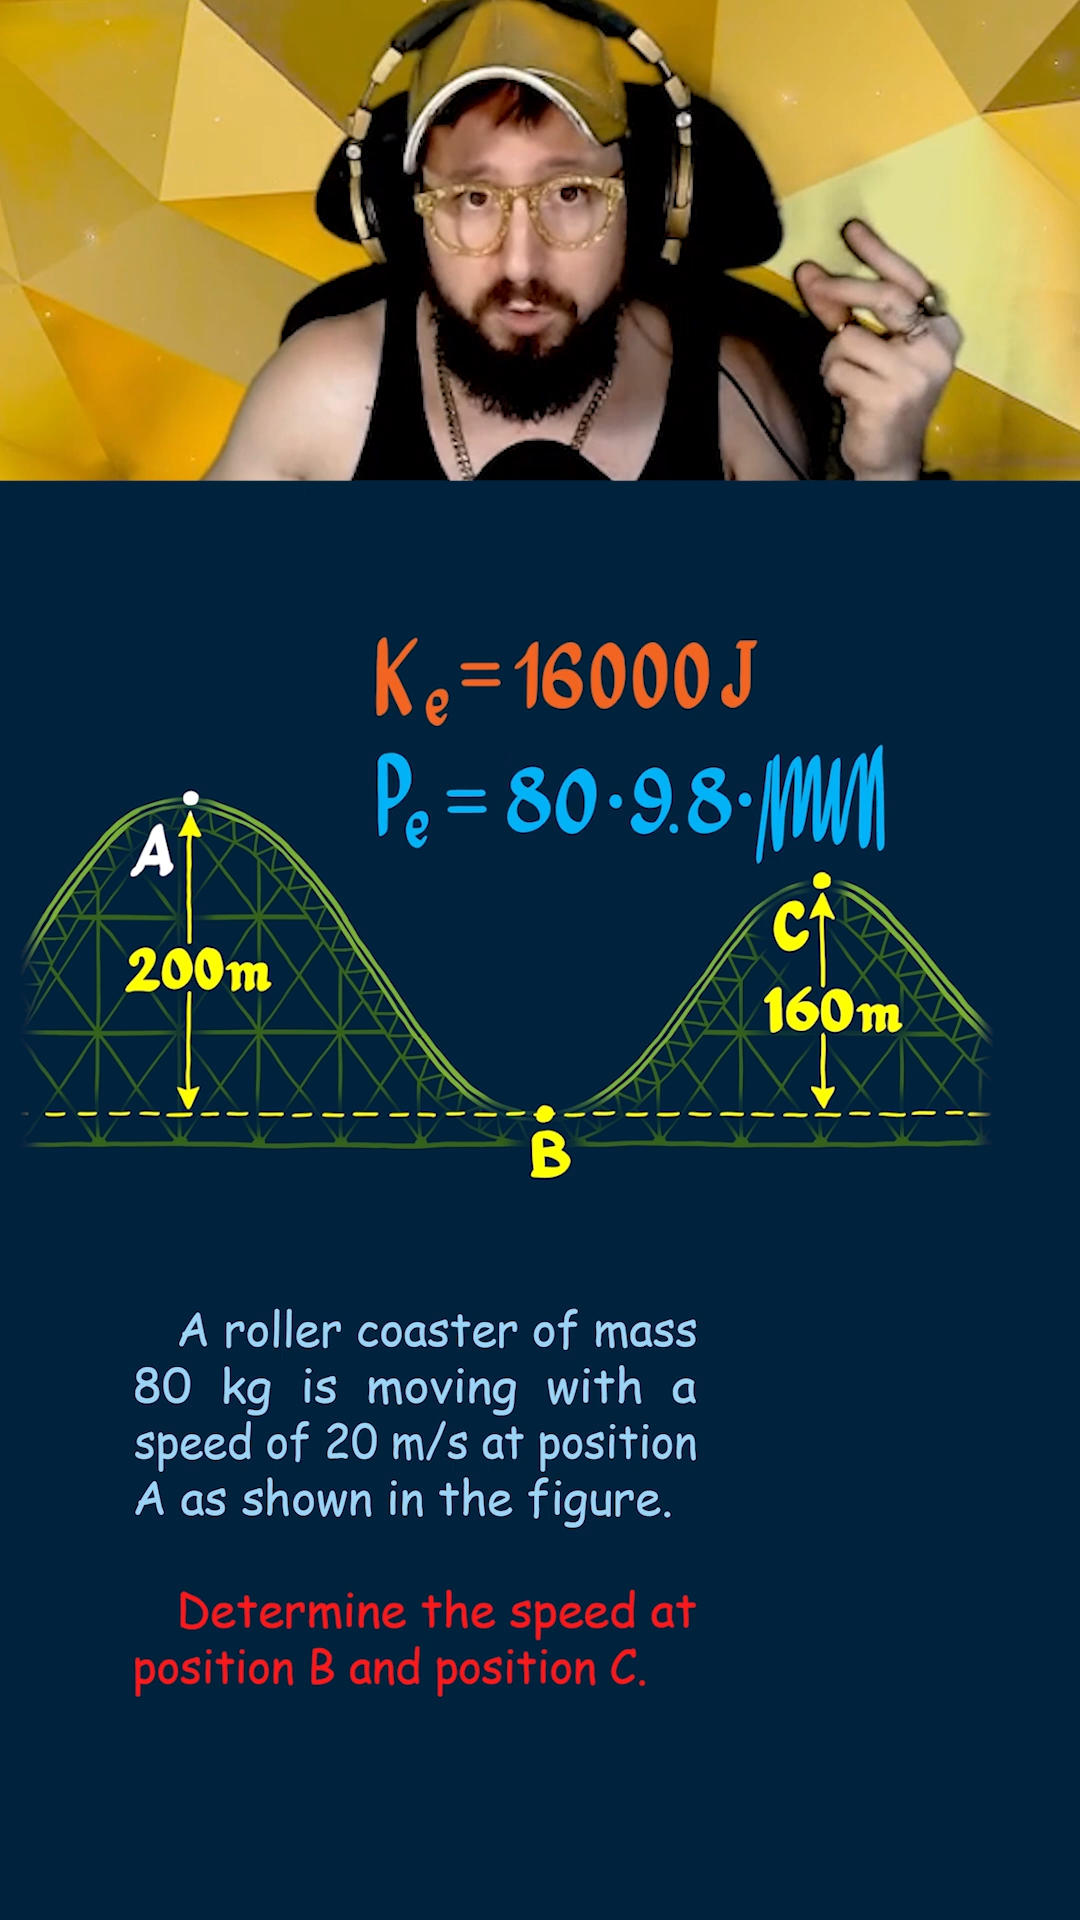 Ke = 16000 J
Pe = 80 · 9.8 ·
A
C
200m
160m
B
A roller coaster of mass
80 kg is moving with a
speed of 20 m/s at position
A as shown in the figure.
Determine the speed at
position B and position C.